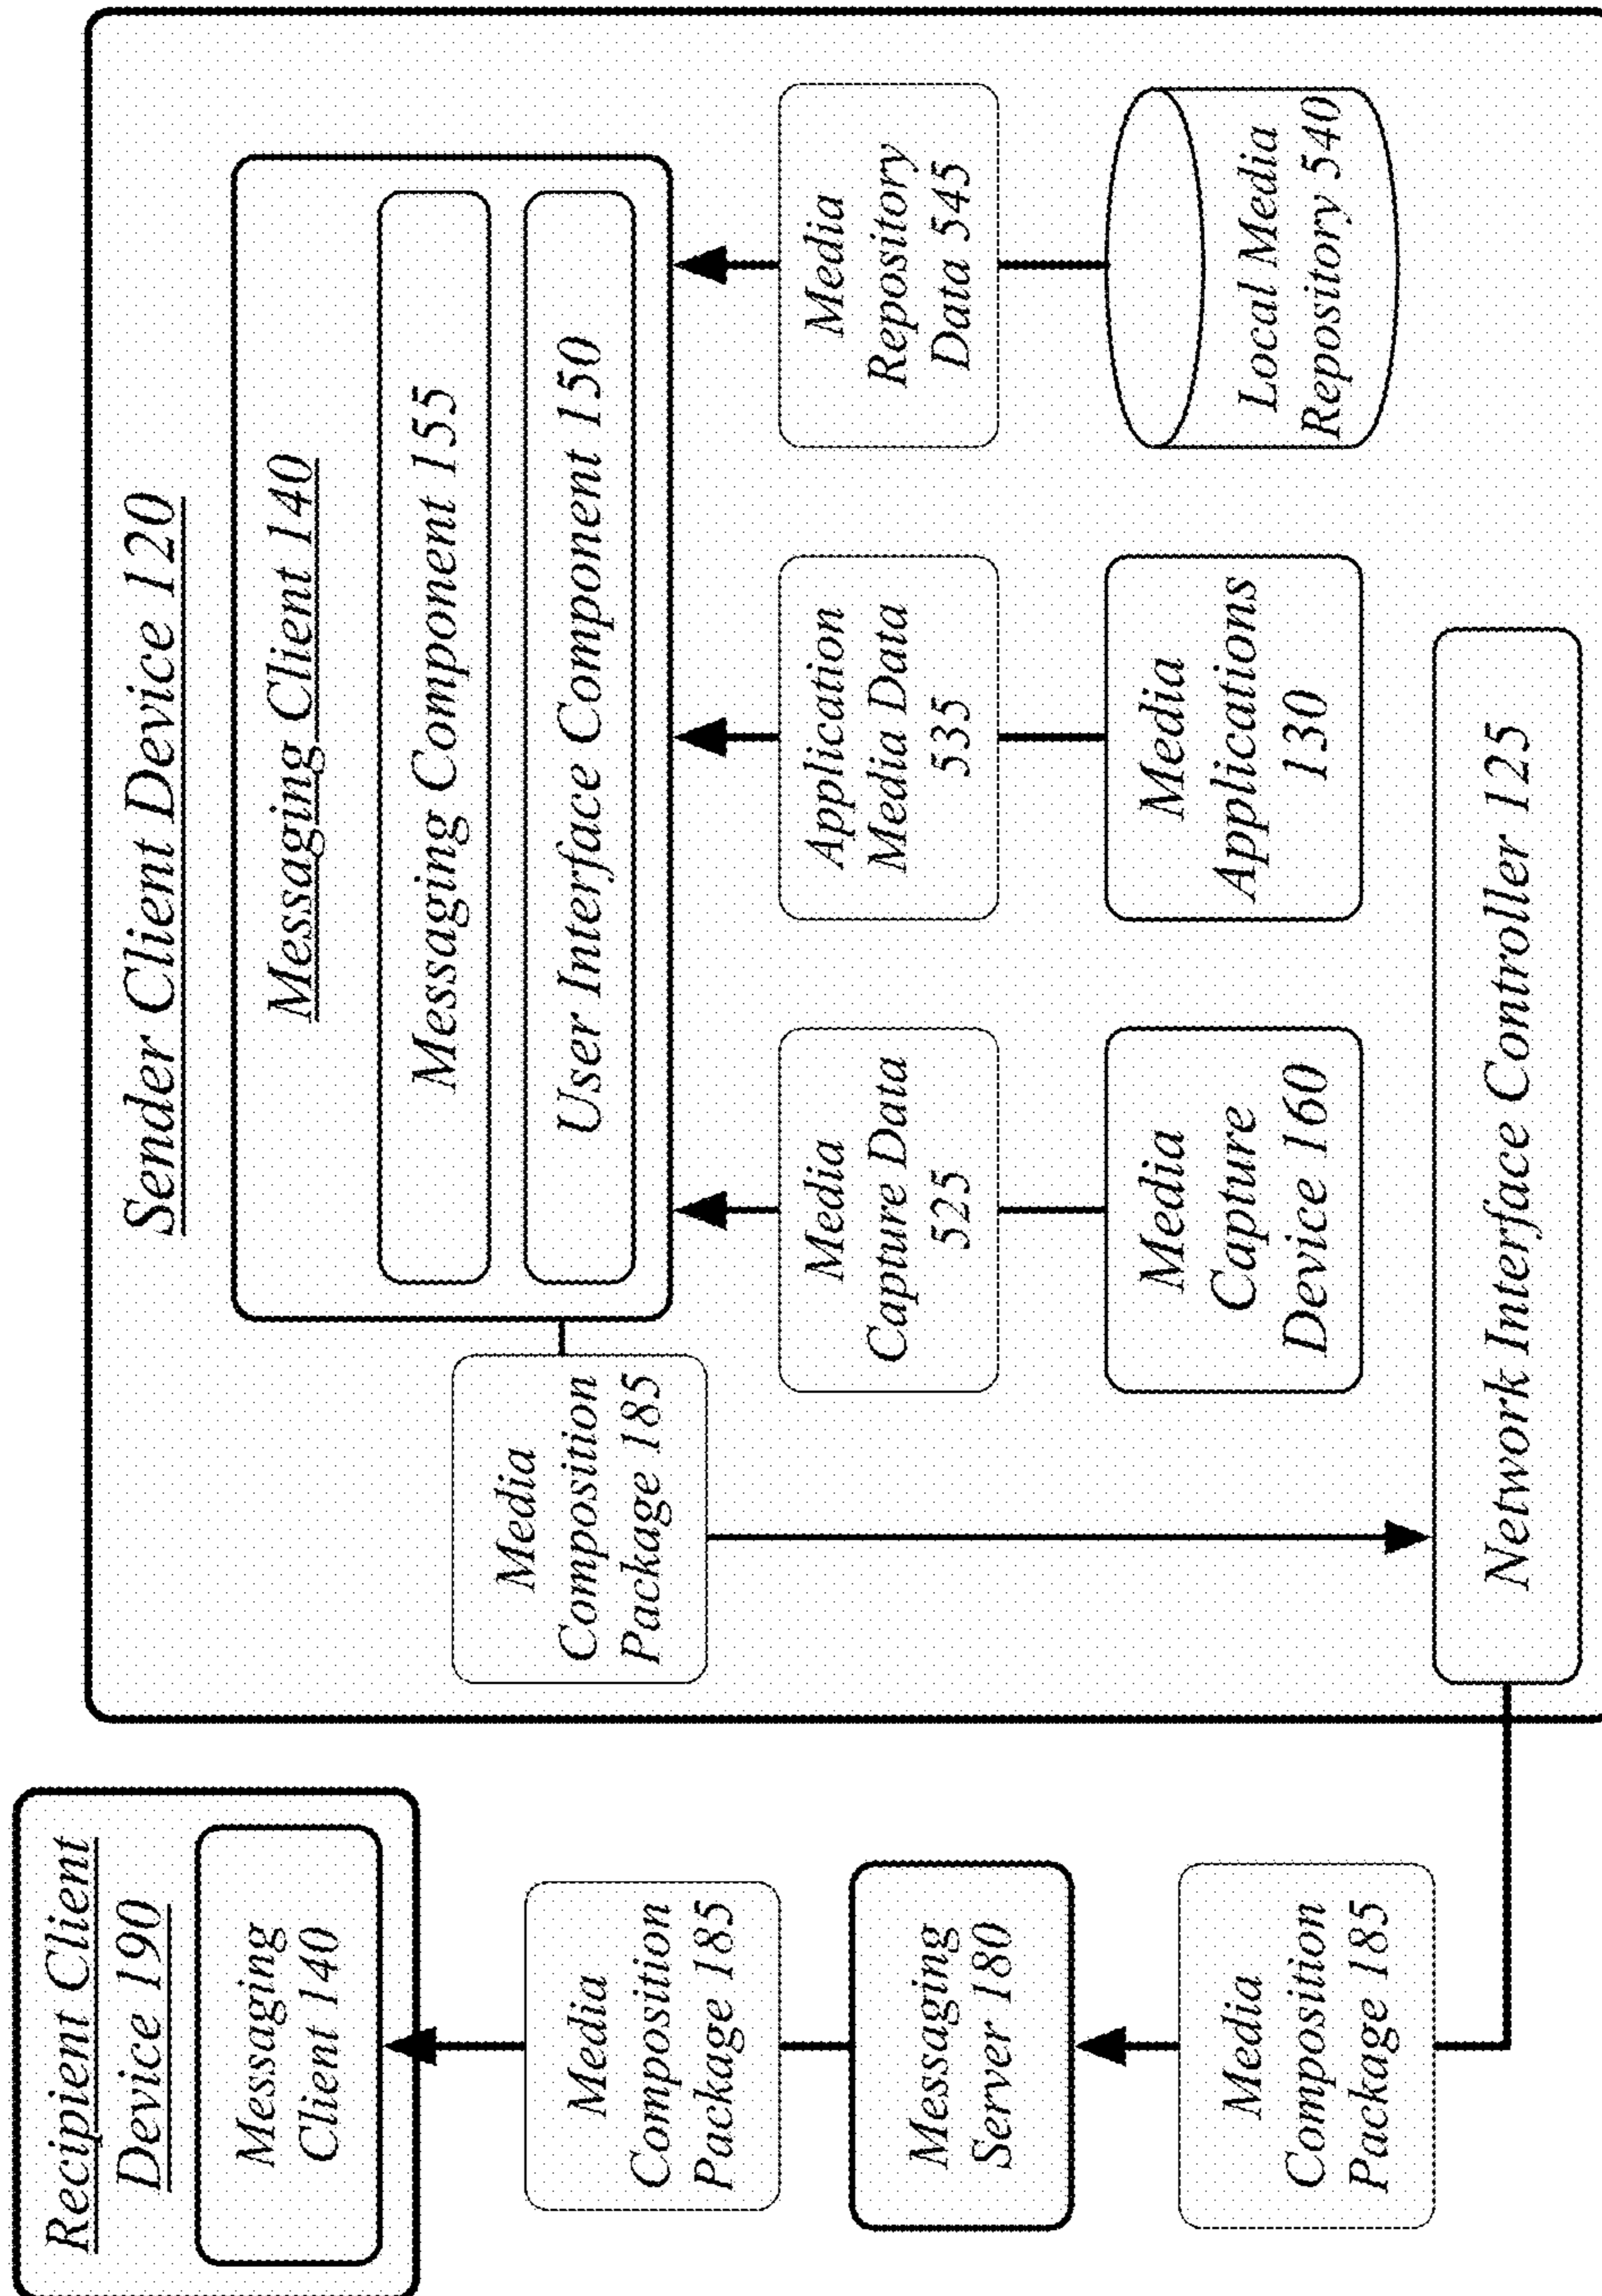 Recipient Client
Device 190
Messaging
Client 140
Media
Composition
Package 185
Messaging
Server 180
Media
Composition
Package 185
Sender Client Device 120
Messaging Client 140
Messaging Component 155
User Interface Component 150
Media
Composition
Package 185
Media
Capture Data
525
Application
Media Data
535
Media
Repository
Data 545
Media
Capture
Device 160
Media
Applications
130
Local Media
Repository 540
Network Interface Controller 125